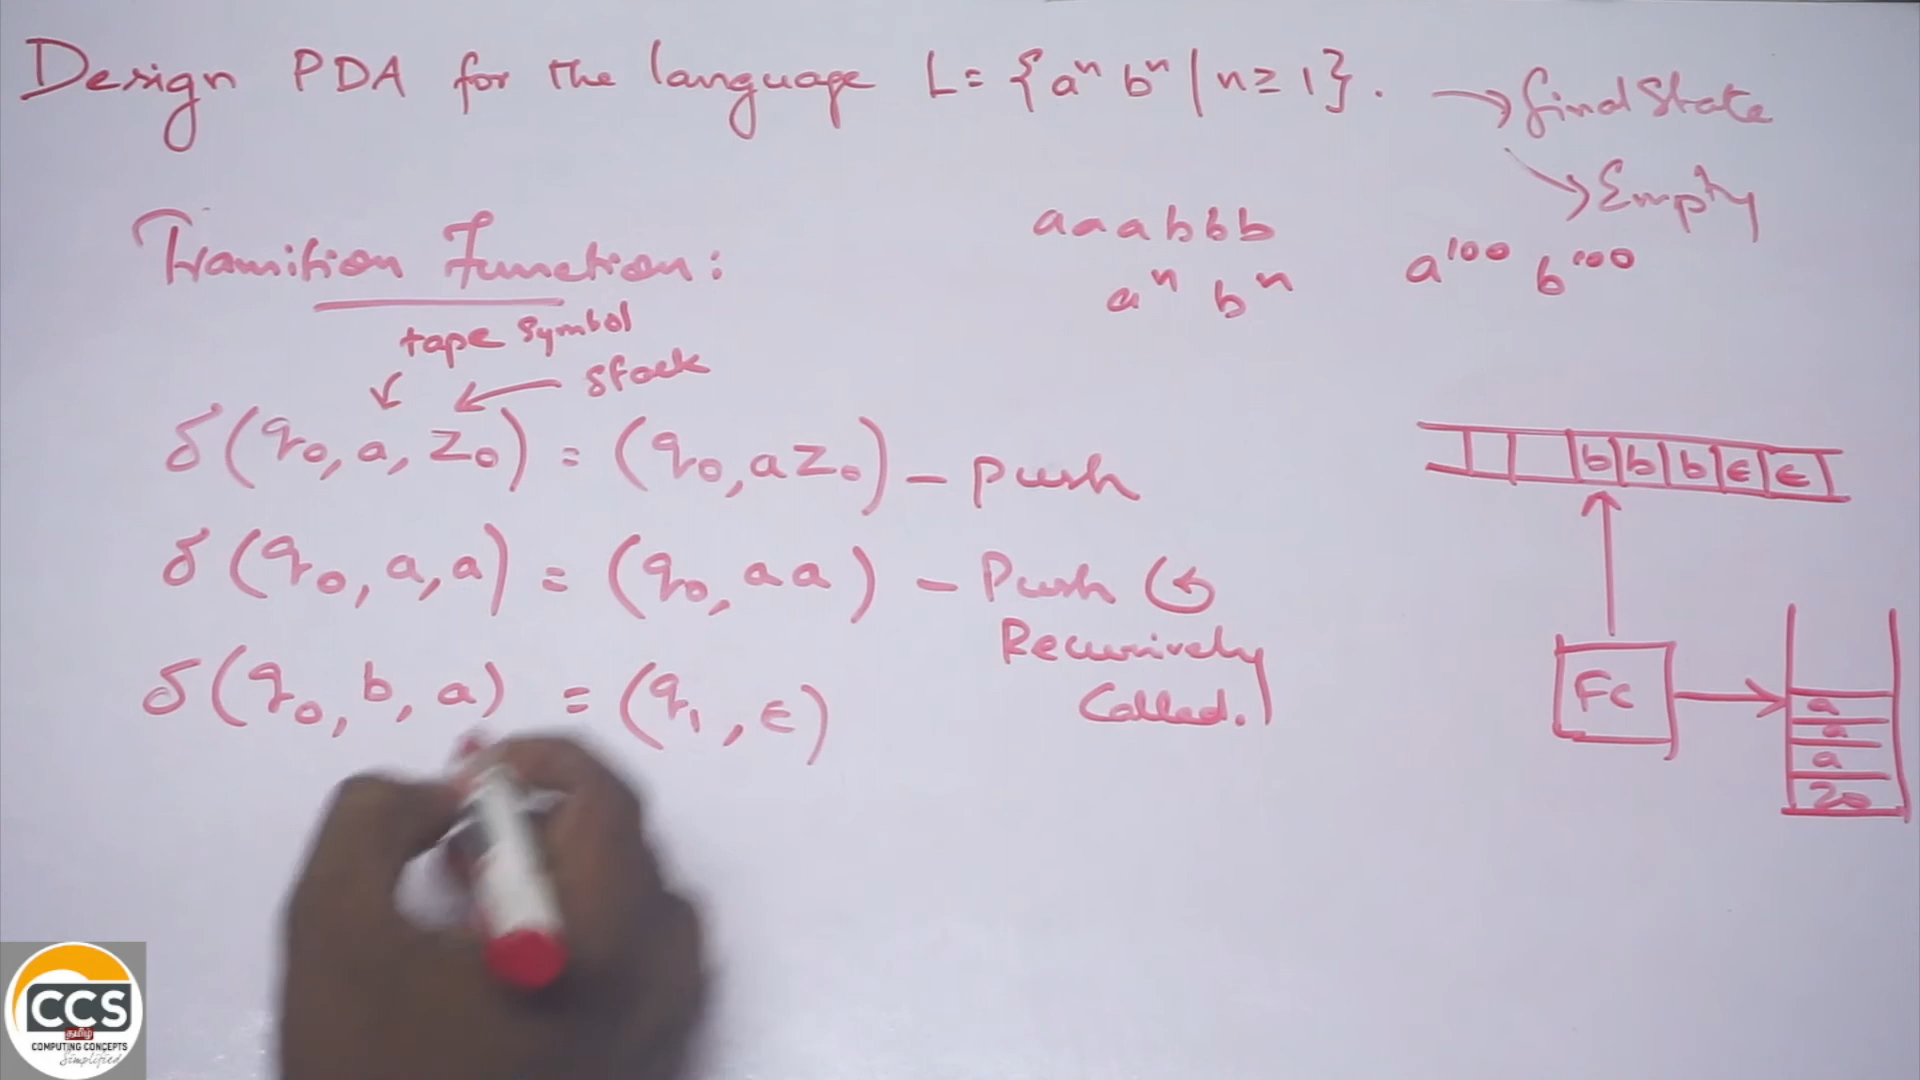 Design PDA for the language L = {aⁿ bⁿ | n ≥ 1}. → final State
→ Empty
Transition Function:
aaabbb
aⁿ bⁿ
a¹⁰⁰ b¹⁰⁰
tape symbol
stack
δ(q₀, a, z₀) = (q₀, az₀) - push
δ(q₀, a, a) = (q₀, aa) - Push
Recursively
Called.
δ(q₀, b, a) = (q₁, ε)
b b b ε ε
FC
a
a
a
z₀
CCS
தமிழ்
COMPUTING CONCEPTS
Simplified